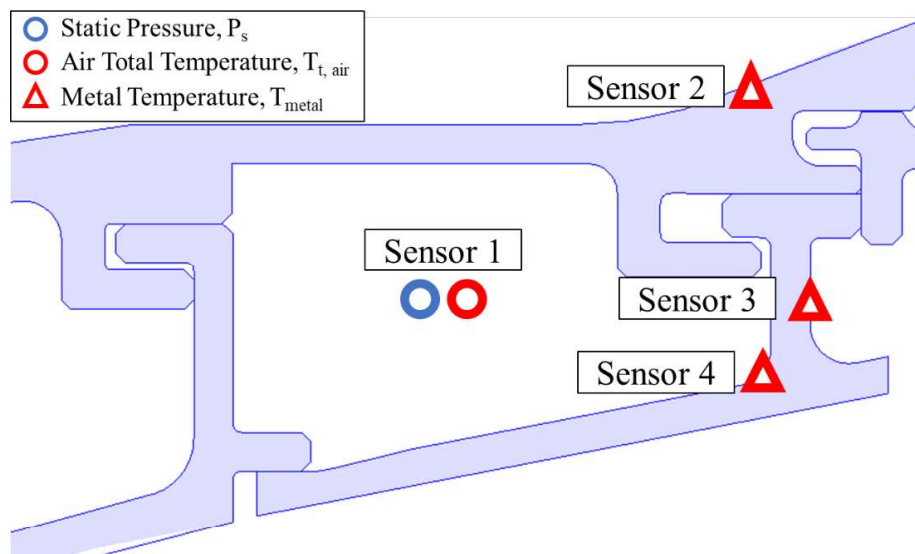 Static Pressure, Pₛ
Air Total Temperature, Tₜ, ₐᵢᵣ
Metal Temperature, Tₘₑₜₐₗ
Sensor 2
Sensor 1
Sensor 3
Sensor 4